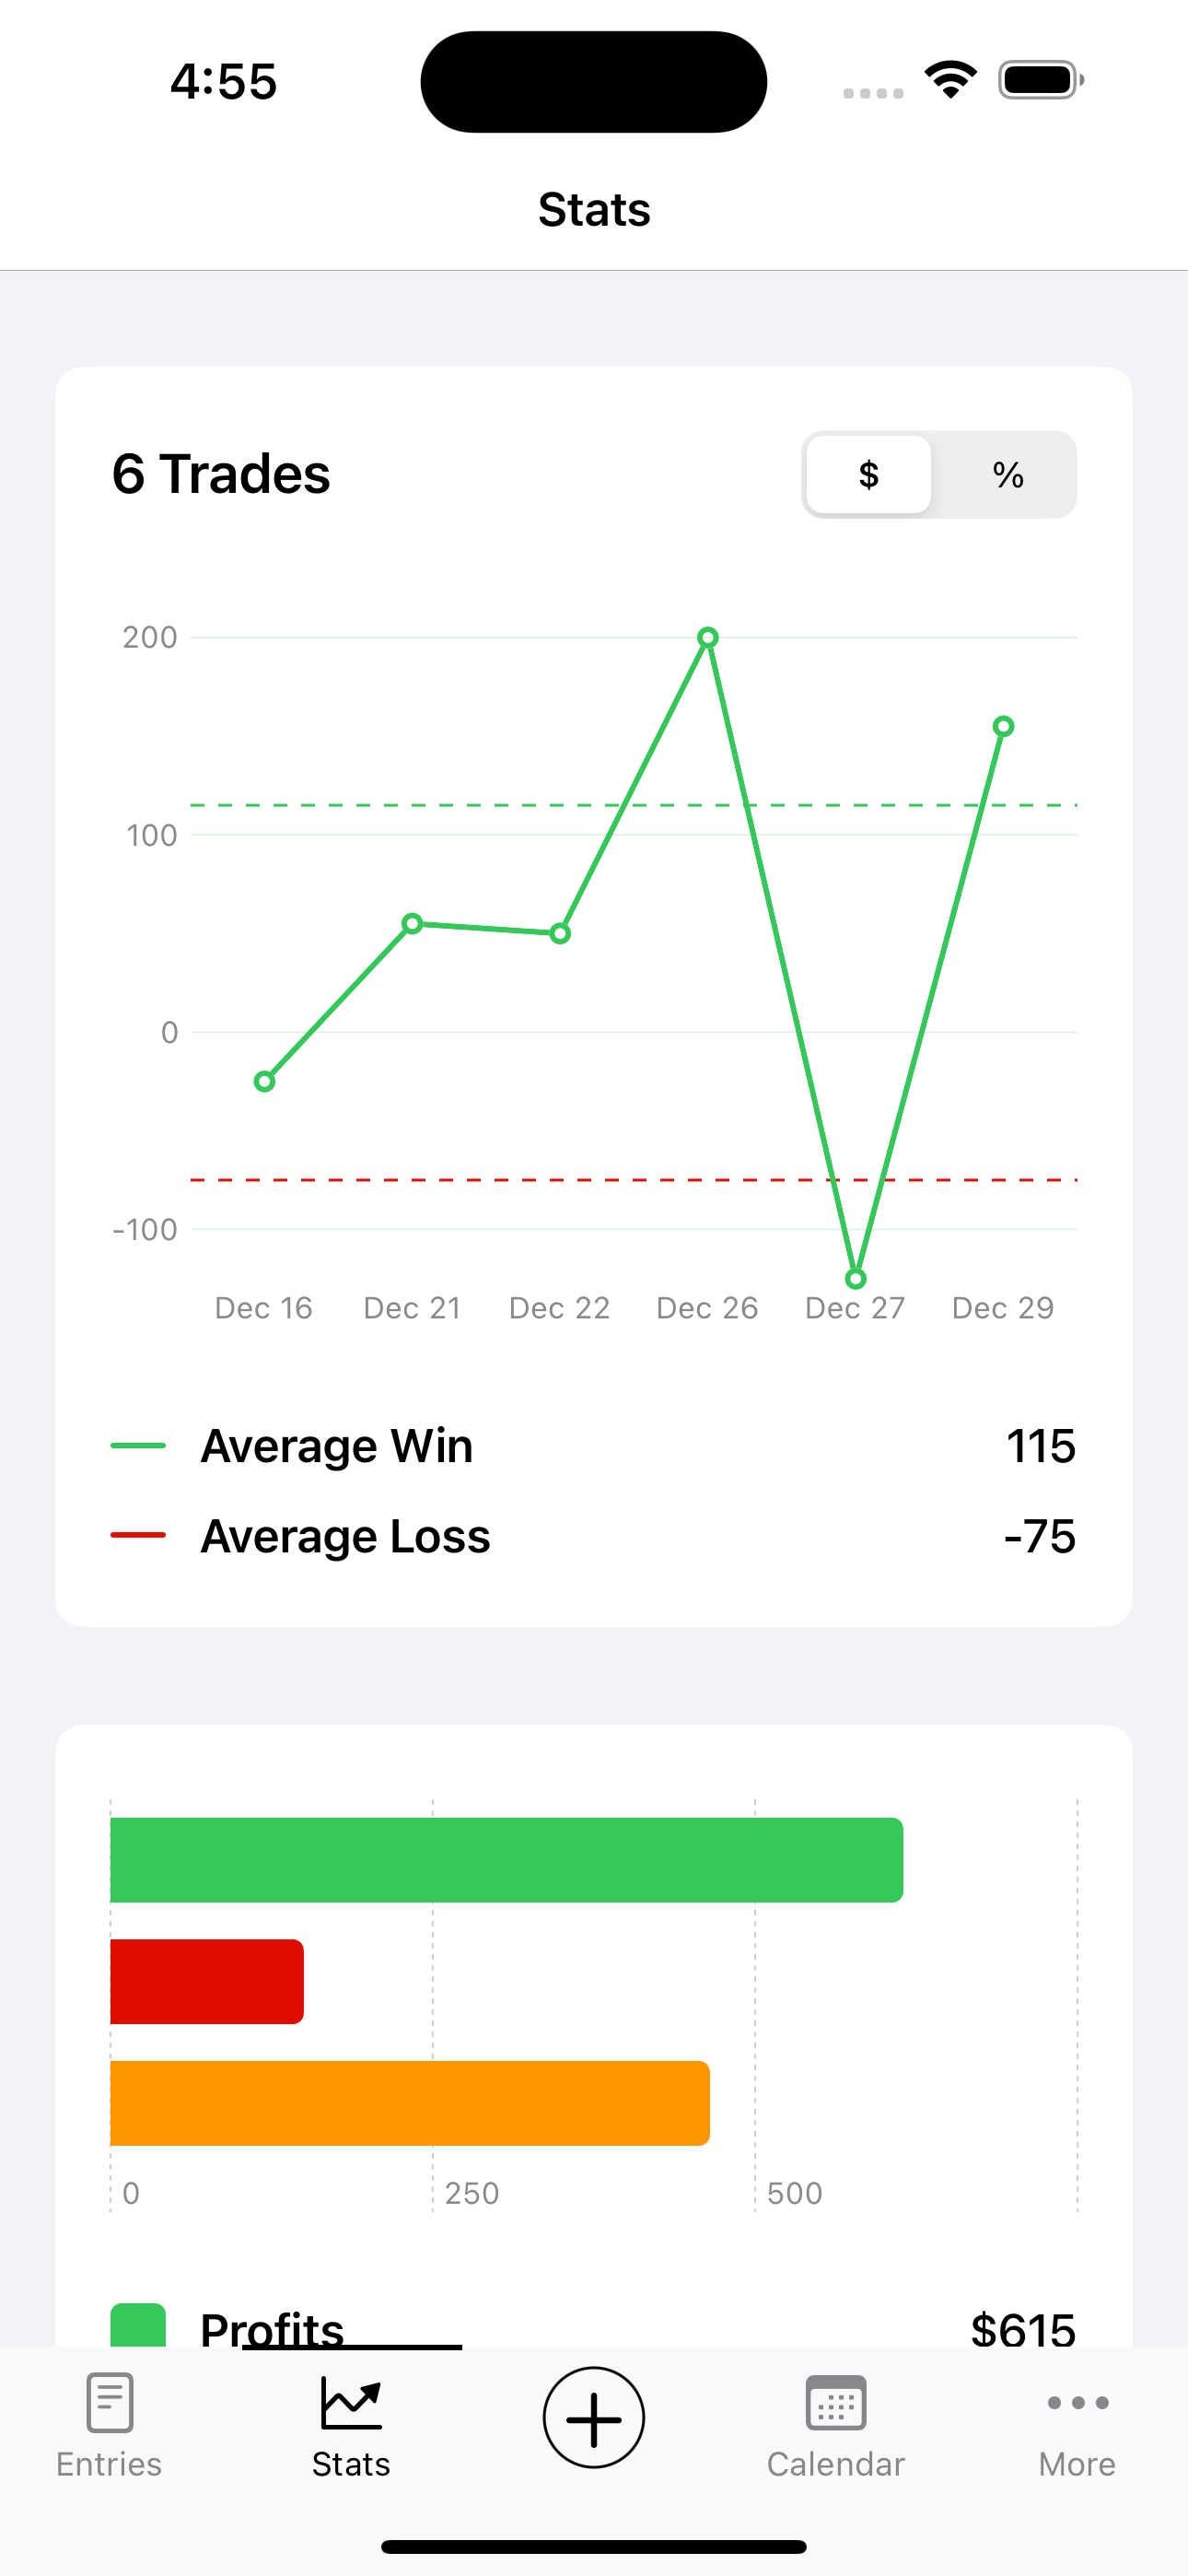 4:55
Stats
6 Trades
$ %
200
100
0
-100
Dec 16 Dec 21 Dec 22 Dec 26 Dec 27 Dec 29
Average Win 115
Average Loss -75
0 250 500
Profits $615
Entries Stats Calendar More